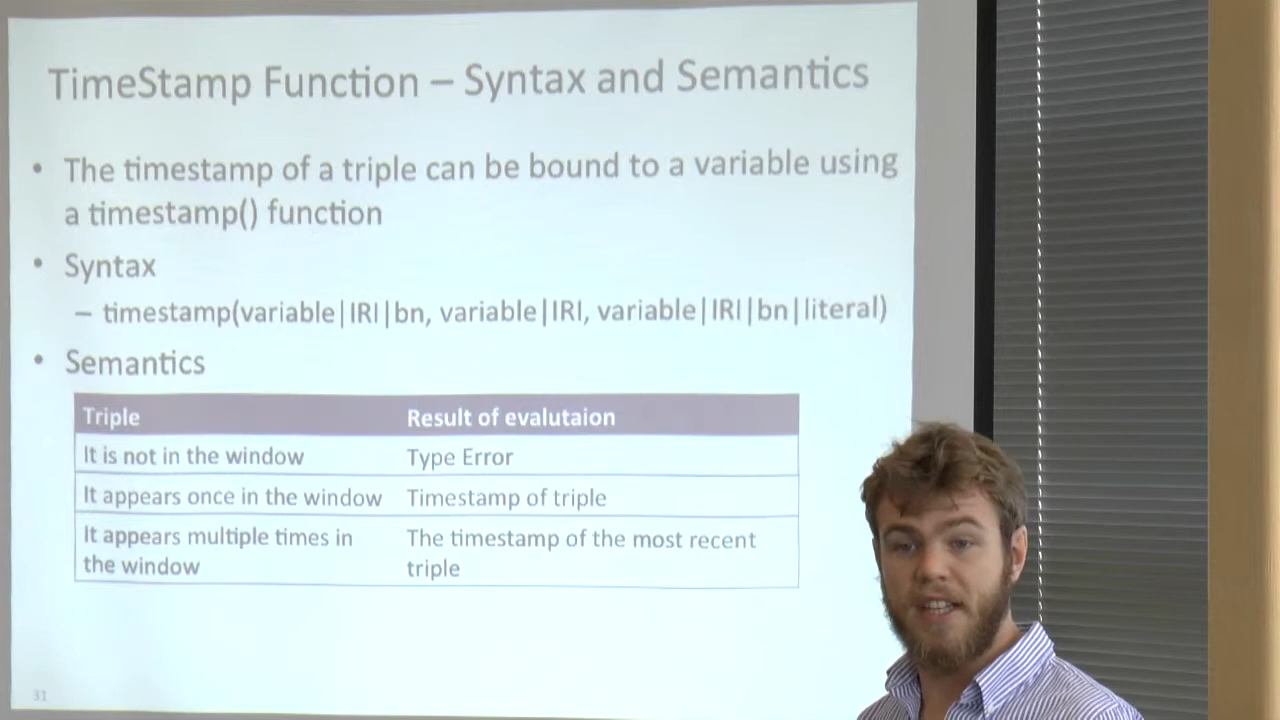 TimeStamp Function – Syntax and Semantics
• The timestamp of a triple can be bound to a variable using
a timestamp() function
• Syntax
– timestamp(variable|IRI|bn, variable|IRI, variable|IRI|bn|literal)
• Semantics
Triple Result of evalutaion
It is not in the window Type Error
It appears once in the window Timestamp of triple
It appears multiple times in The timestamp of the most recent
the window triple
31